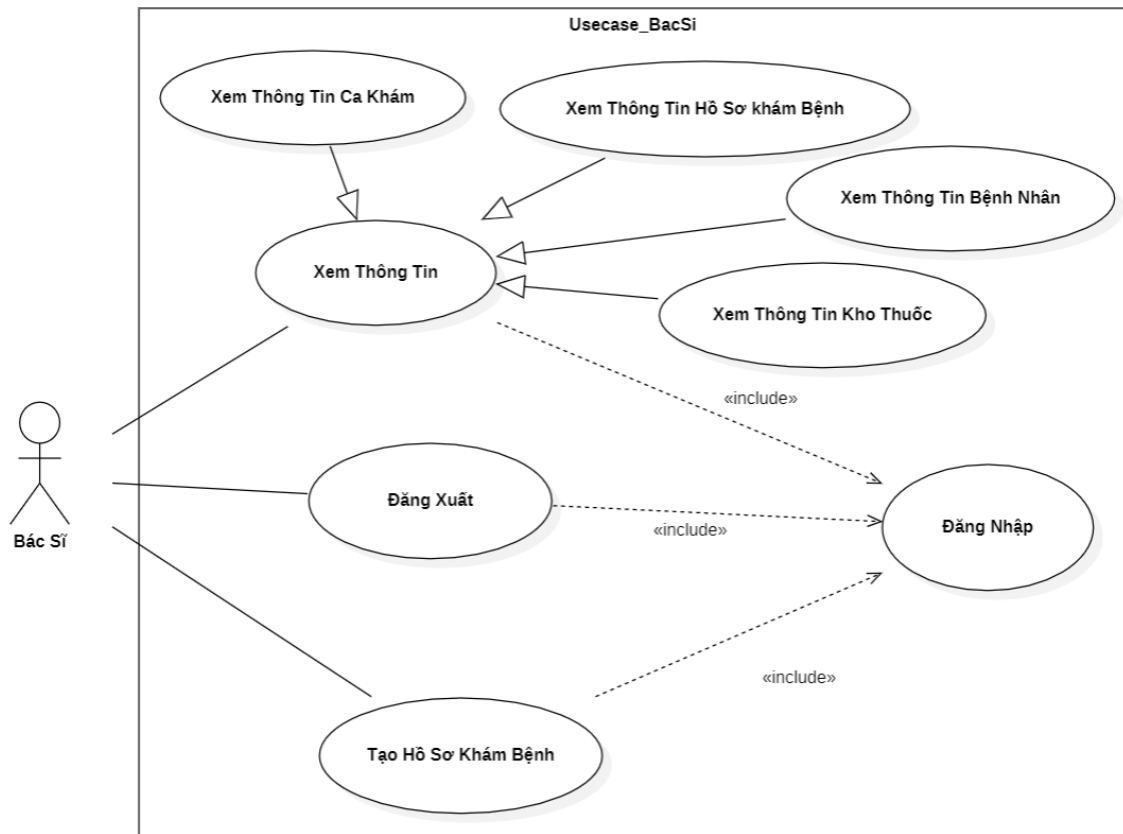 Usecase_BacSi
Xem Thông Tin Ca Khám
Xem Thông Tin Hồ Sơ khám Bệnh
Xem Thông Tin Bệnh Nhân
Xem Thông Tin
Xem Thông Tin Kho Thuốc
«include»
Đăng Xuất
«include»
Đăng Nhập
Bác Sĩ
«include»
Tạo Hồ Sơ Khám Bệnh